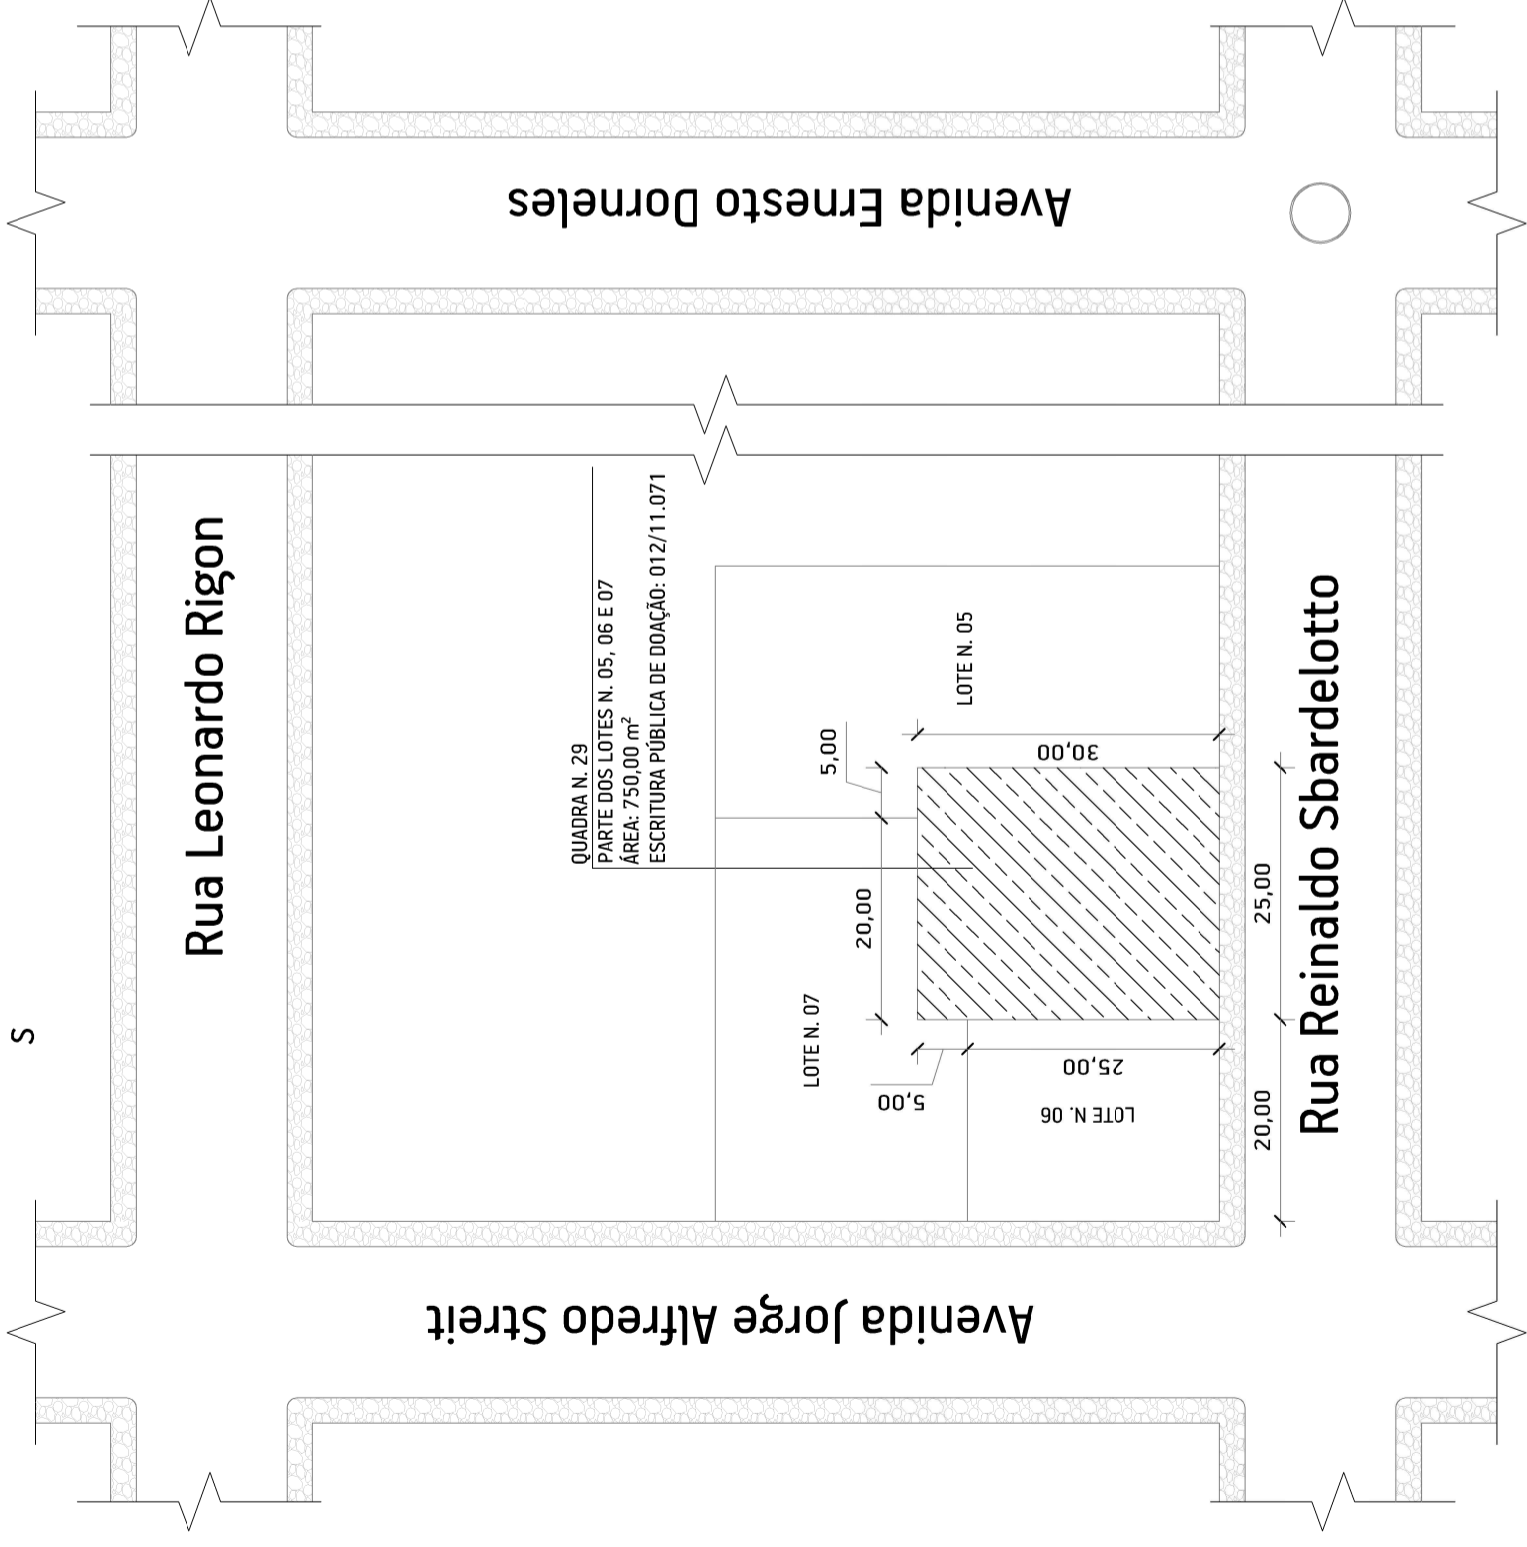 Avenida Ernesto Dorneles
Rua Leonardo Rigon
QUADRA N. 29
PARTE DOS LOTES N. 05, 06 E 07
ÁREA: 750,00 m²
ESCRITURA PÚBLICA DE DOAÇÃO: 012/11.071
LOTE N. 05
5,00
30,00
20,00
25,00
LOTE N. 07
5,00
25,00
LOTE N. 06
20,00
Rua Reinaldo Sbardelotto
Avenida Jorge Alfredo Streit
S